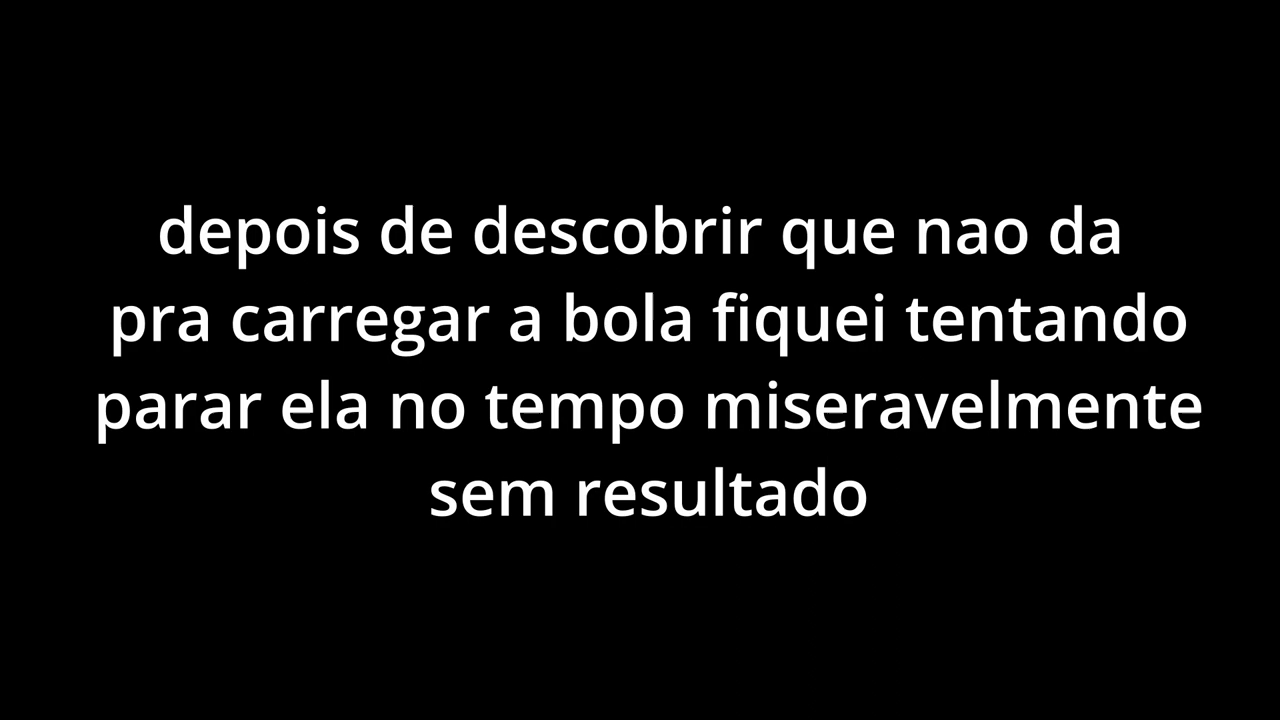 depois de descobrir que nao da
pra carregar a bola fiquei tentando
parar ela no tempo miseravelmente
sem resultado